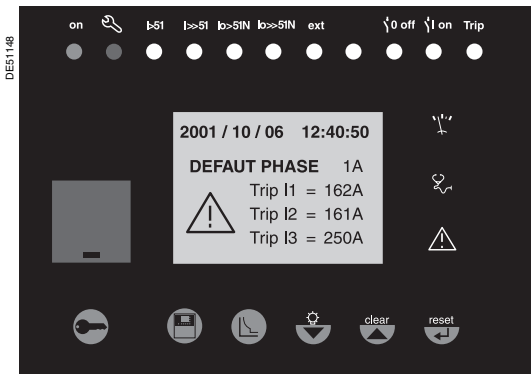 on I>51 I>>51 Io>51N Io>>51N ext 0 off I on Trip
DE51148
2001 / 10 / 06 12:40:50
DEFAUT PHASE 1A
Trip I1 = 162A
Trip I2 = 161A
Trip I3 = 250A
clear
reset